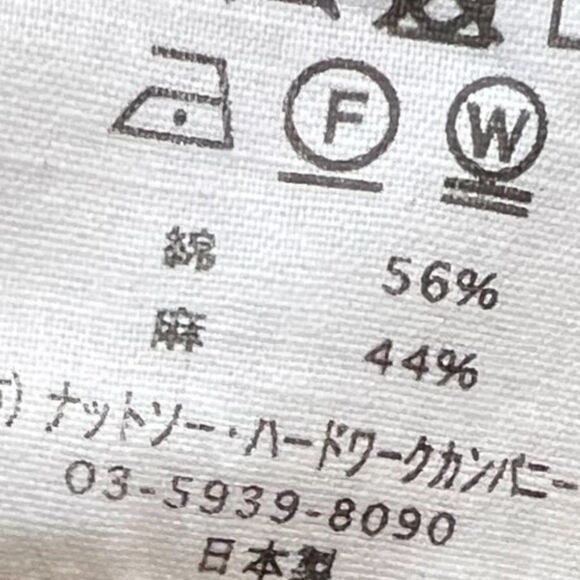 F W
綿 56%
麻 44%
) ナットソー・ハードワークカンパニー
03-5939-8090
日本製